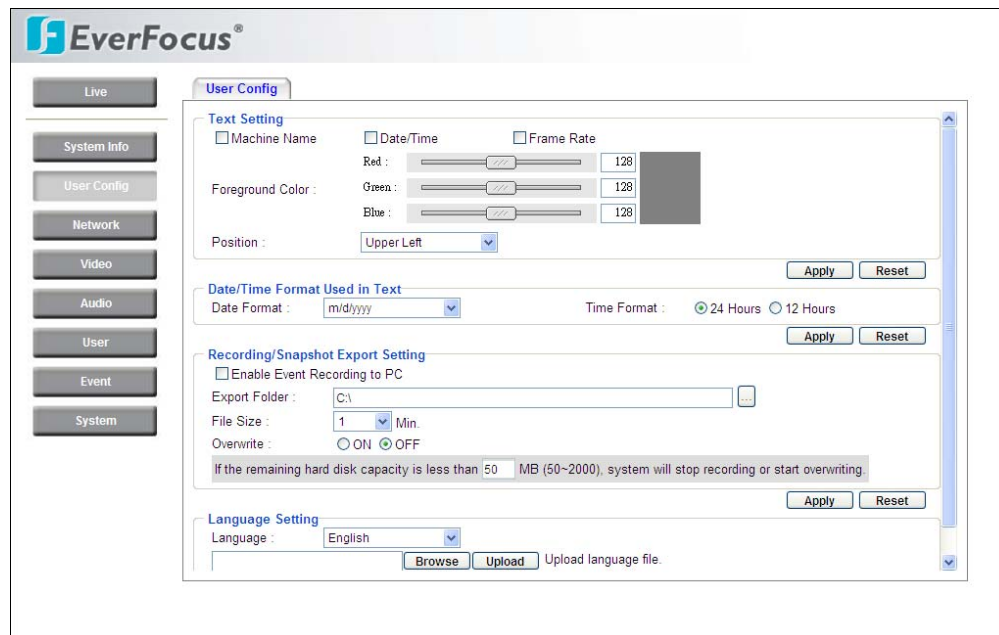 EverFocus®
Live
System Info
User Config
Network
Video
Audio
User
Event
System
User Config
Text Setting
Machine Name Date/Time Frame Rate
Foreground Color :
Red : 128
Green : 128
Blue : 128
Position : Upper Left
Apply Reset
Date/Time Format Used in Text
Date Format : m/d/yyyy Time Format : 24 Hours 12 Hours
Apply Reset
Recording/Snapshot Export Setting
Enable Event Recording to PC
Export Folder : C:\ ...
File Size : 1 Min.
Overwrite : ON OFF
If the remaining hard disk capacity is less than 50 MB (50~2000), system will stop recording or start overwriting.
Apply Reset
Language Setting
Language : English
Browse Upload Upload language file.